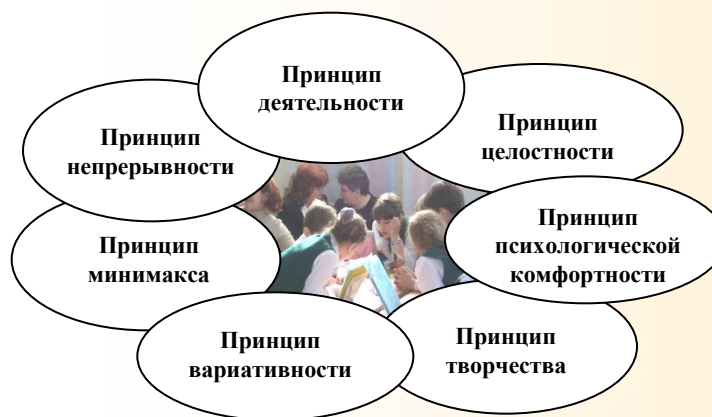 Принцип
деятельности
Принцип
непрерывности
Принцип
целостности
Принцип
минимакса
Принцип
психологической
комфортности
Принцип
вариативности
Принцип
творчества